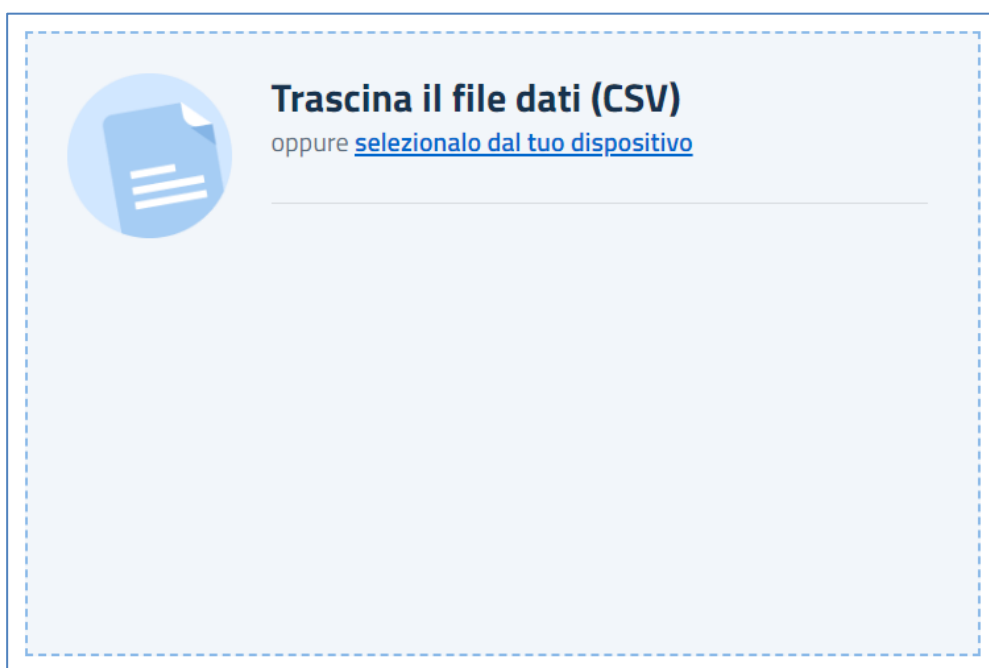 Trascina il file dati (CSV)
oppure selezionalo dal tuo dispositivo